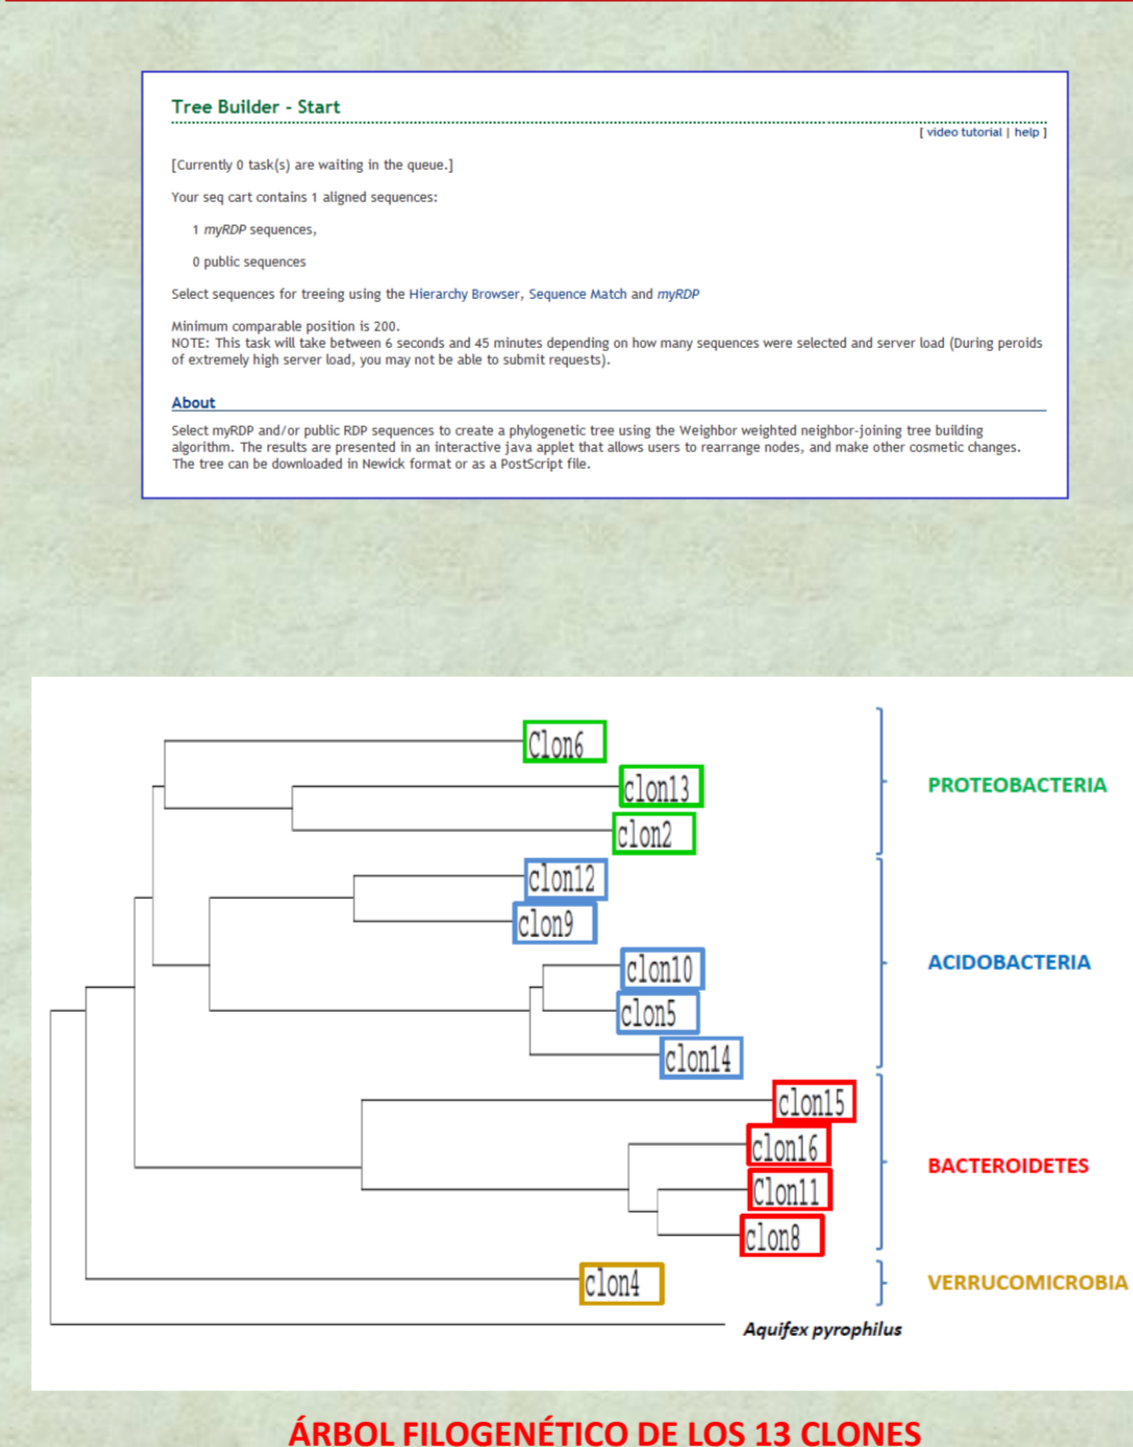 Tree Builder - Start
[ video tutorial | help ]
[Currently 0 task(s) are waiting in the queue.]
Your seq cart contains 1 aligned sequences:
1 myRDP sequences,
0 public sequences
Select sequences for treeing using the Hierarchy Browser, Sequence Match and myRDP
Minimum comparable position is 200.
NOTE: This task will take between 6 seconds and 45 minutes depending on how many sequences were selected and server load (During peroids
of extremely high server load, you may not be able to submit requests).
About
Select myRDP and/or public RDP sequences to create a phylogenetic tree using the Weighbor weighted neighbor-joining tree building
algorithm. The results are presented in an interactive java applet that allows users to rearrange nodes, and make other cosmetic changes.
The tree can be downloaded in Newick format or as a PostScript file.
Clon6
clon13
PROTEOBACTERIA
clon2
clon12
clon9
clon10
ACIDOBACTERIA
clon5
clon14
clon15
clon16
BACTEROIDETES
Clon11
clon8
clon4
VERRUCOMICROBIA
Aquifex pyrophilus
ÁRBOL FILOGENÉTICO DE LOS 13 CLONES